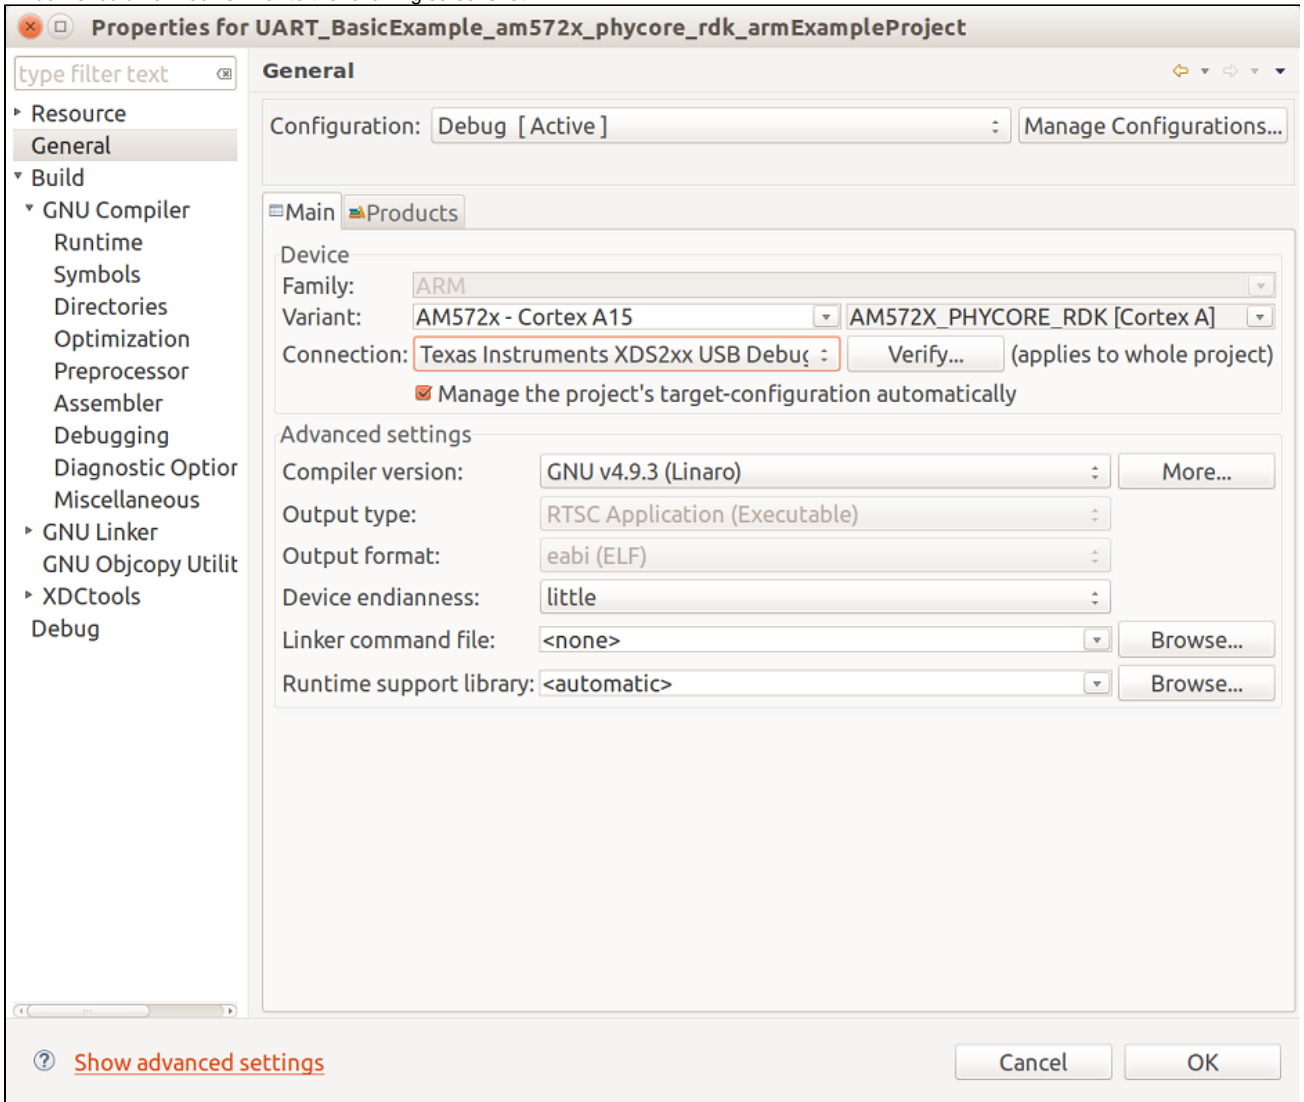 Properties for UART_BasicExample_am572x_phycore_rdk_armExampleProject
type filter text
General
Resource
General
Build
GNU Compiler
Runtime
Symbols
Directories
Optimization
Preprocessor
Assembler
Debugging
Diagnostic Optior
Miscellaneous
GNU Linker
GNU Objcopy Utilit
XDCtools
Debug
Configuration: Debug [ Active ] Manage Configurations...
Main Products
Device
Family: ARM
Variant: AM572x - Cortex A15 AM572X_PHYCORE_RDK [Cortex A]
Connection: Texas Instruments XDS2xx USB Debug Verify... (applies to whole project)
Manage the project's target-configuration automatically
Advanced settings
Compiler version: GNU v4.9.3 (Linaro) More...
Output type: RTSC Application (Executable)
Output format: eabi (ELF)
Device endianness: little
Linker command file: <none> Browse...
Runtime support library: <automatic> Browse...
Show advanced settings
Cancel OK